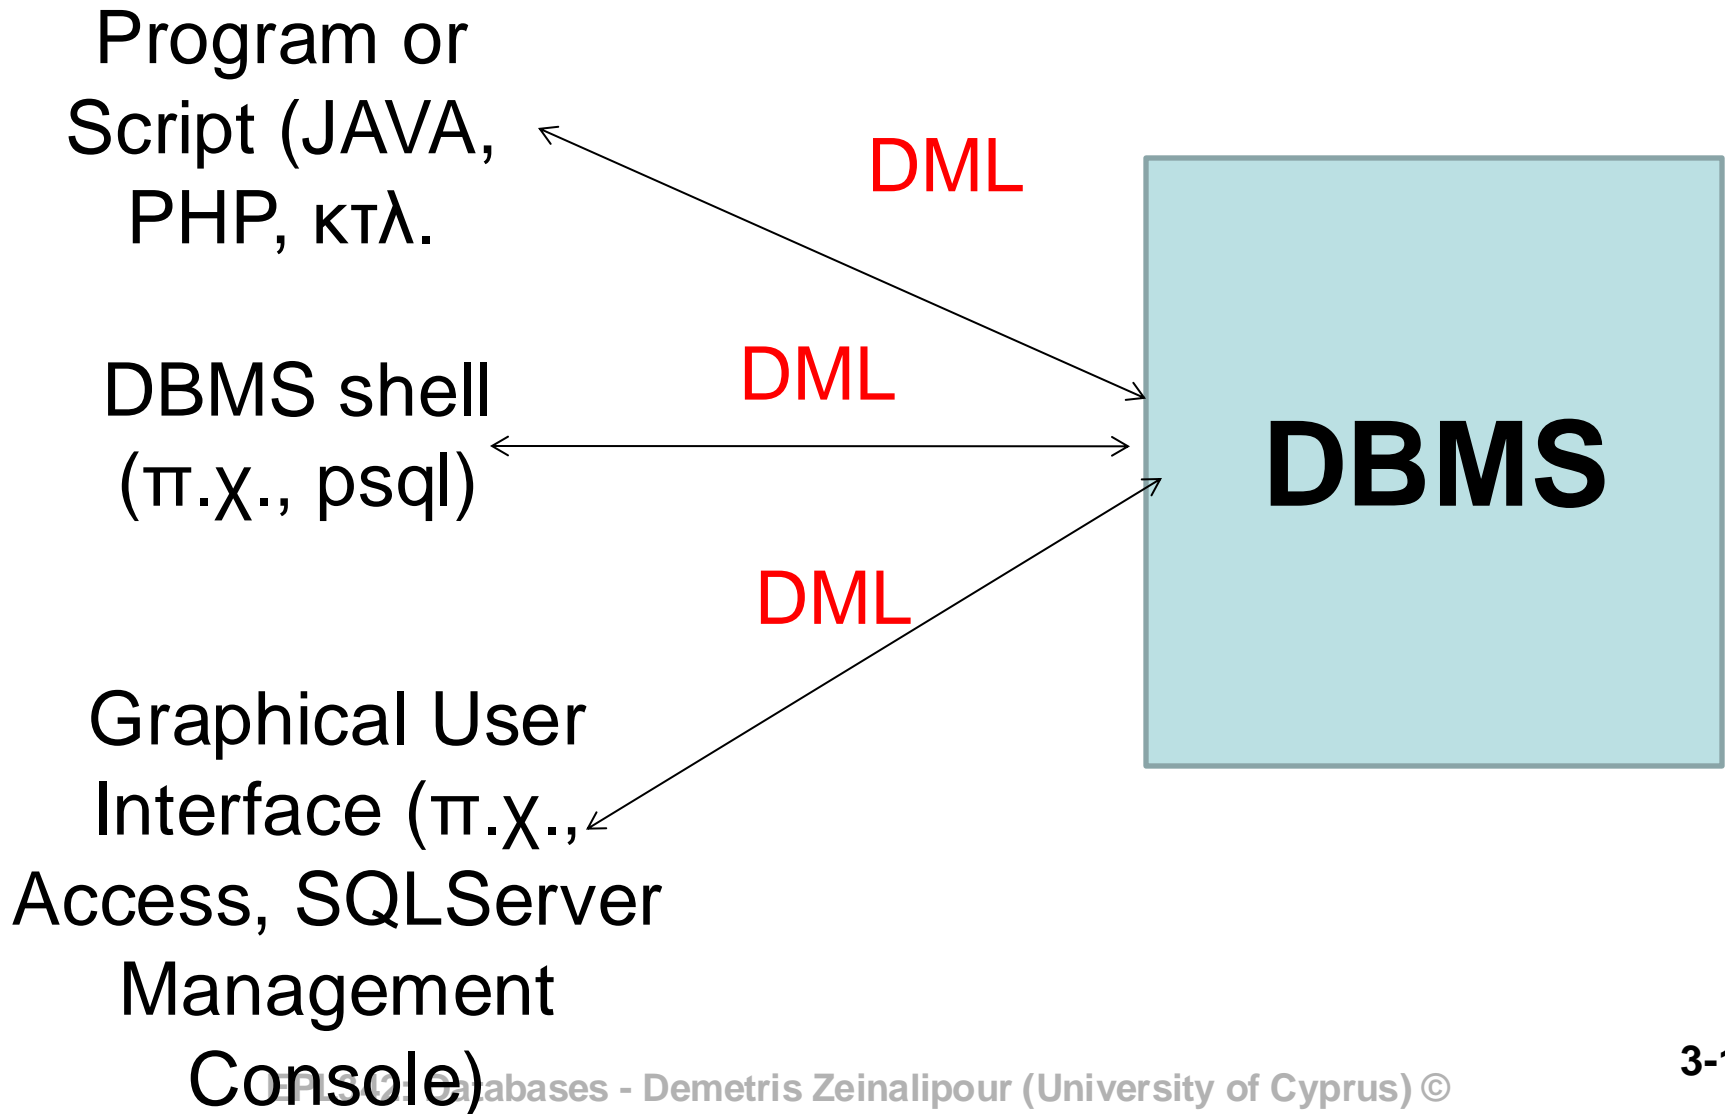 Program or
Script (JAVA,
PHP, κτλ.
DML
DBMS shell
(π.χ., psql)
DML
DBMS
DML
Graphical User
Interface (π.χ.,
Access, SQLServer
Management
Console)
EPL342: Databases - Demetris Zeinalipour (University of Cyprus) ©